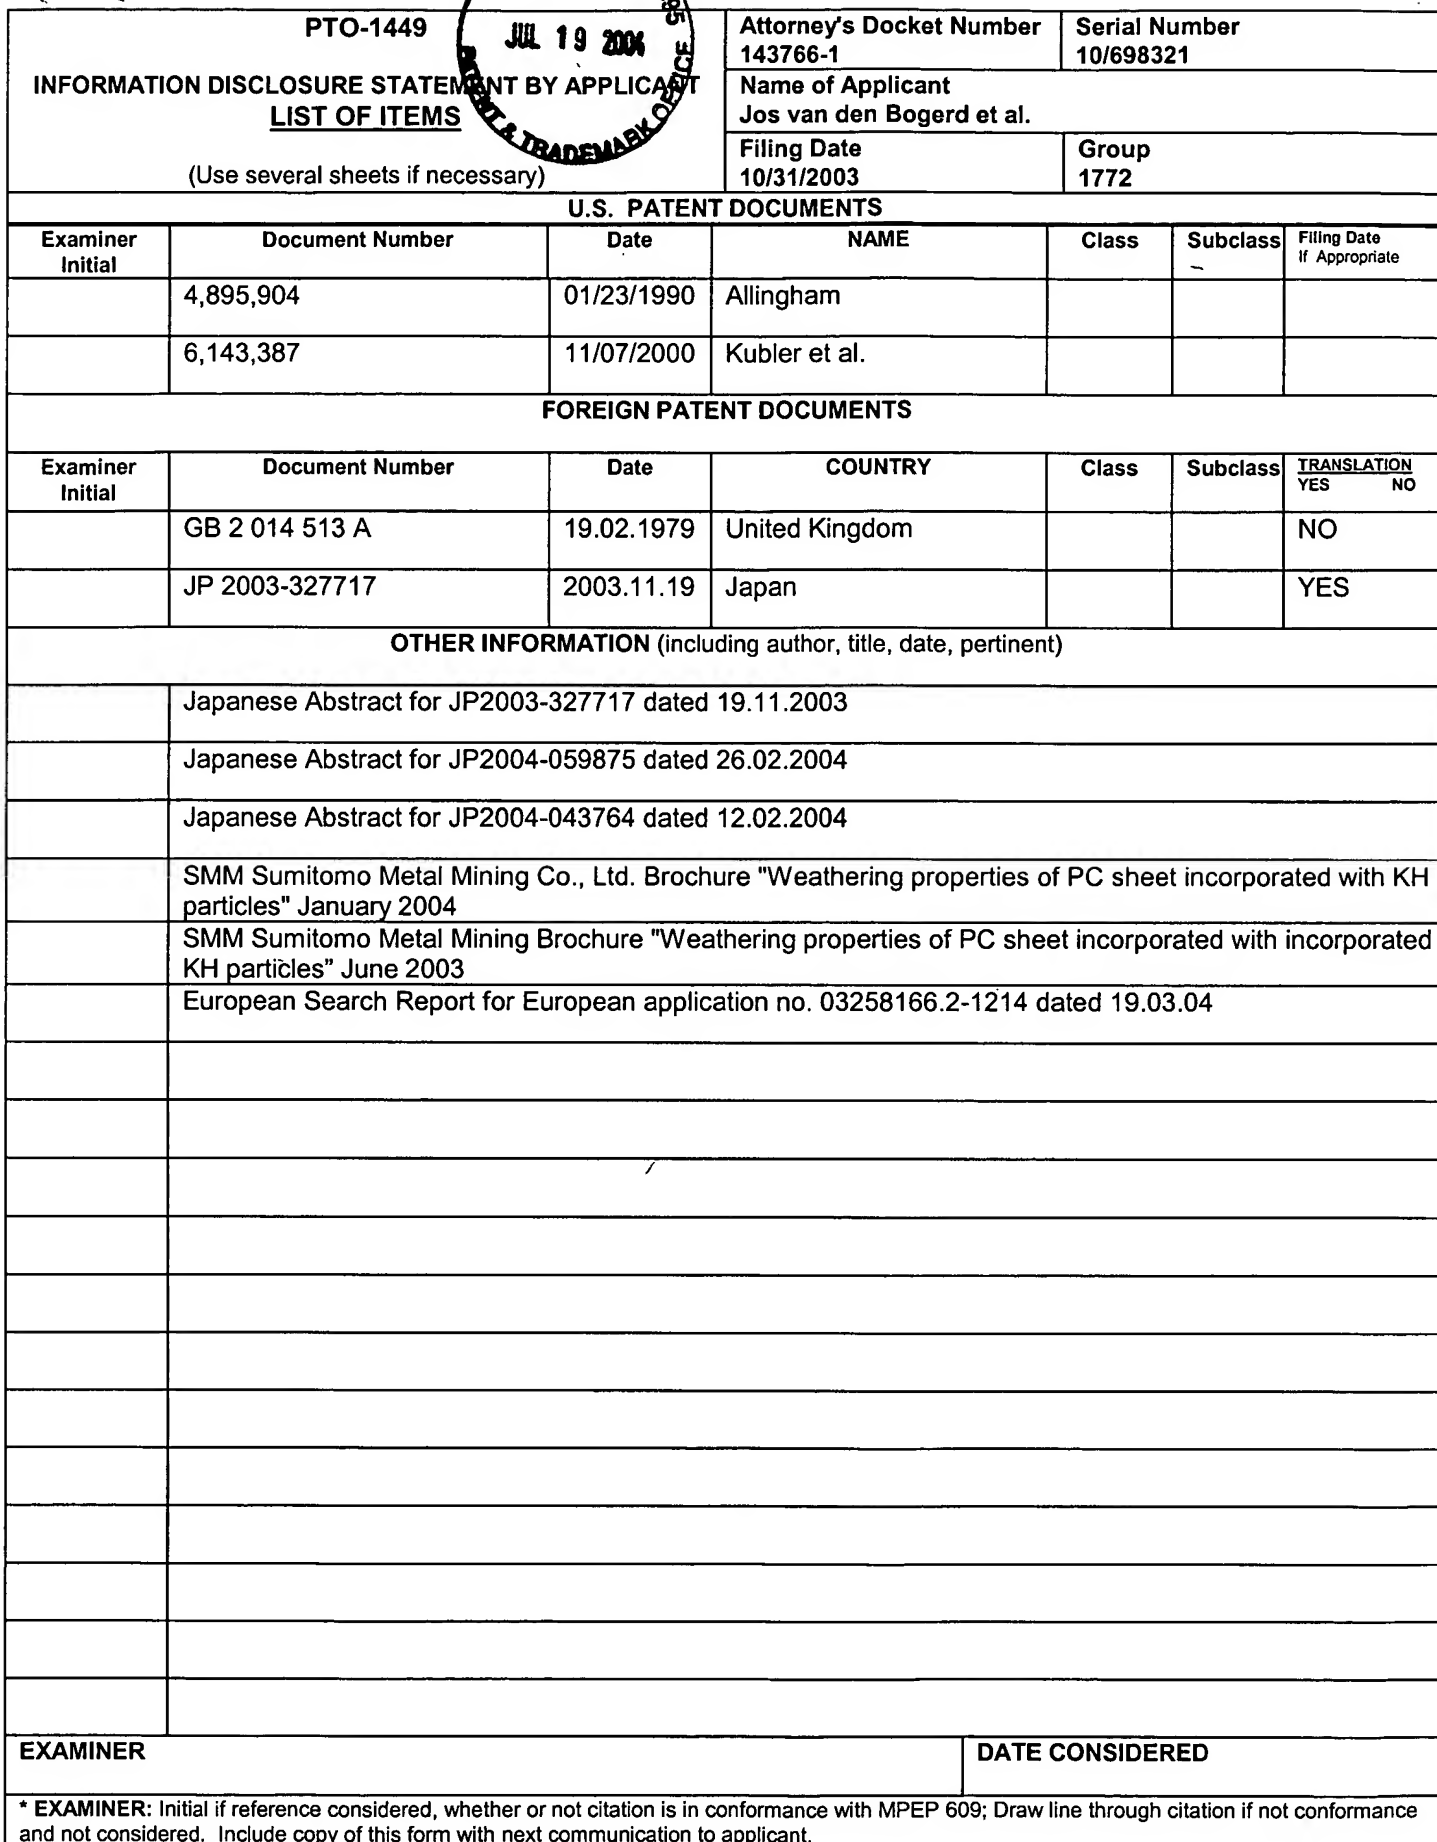 PTO-1449
INFORMATION DISCLOSURE STATEMENT BY APPLICANT
LIST OF ITEMS
(Use several sheets if necessary)
JUL 19 2004
PATENT & TRADEMARK OFFICE
Attorney's Docket Number
143766-1
Serial Number
10/698321
Name of Applicant
Jos van den Bogerd et al.
Filing Date
10/31/2003
Group
1772
U.S. PATENT DOCUMENTS
Examiner Initial Document Number Date NAME Class Subclass Filing Date If Appropriate
4,895,904 01/23/1990 Allingham
6,143,387 11/07/2000 Kubler et al.
FOREIGN PATENT DOCUMENTS
Examiner Initial Document Number Date COUNTRY Class Subclass TRANSLATION YES NO
GB 2 014 513 A 19.02.1979 United Kingdom NO
JP 2003-327717 2003.11.19 Japan YES
OTHER INFORMATION (including author, title, date, pertinent)
Japanese Abstract for JP2003-327717 dated 19.11.2003
Japanese Abstract for JP2004-059875 dated 26.02.2004
Japanese Abstract for JP2004-043764 dated 12.02.2004
SMM Sumitomo Metal Mining Co., Ltd. Brochure "Weathering properties of PC sheet incorporated with KH
particles" January 2004
SMM Sumitomo Metal Mining Brochure "Weathering properties of PC sheet incorporated with incorporated
KH particles" June 2003
European Search Report for European application no. 03258166.2-1214 dated 19.03.04
EXAMINER
DATE CONSIDERED
* EXAMINER: Initial if reference considered, whether or not citation is in conformance with MPEP 609; Draw line through citation if not conformance
and not considered. Include copy of this form with next communication to applicant.